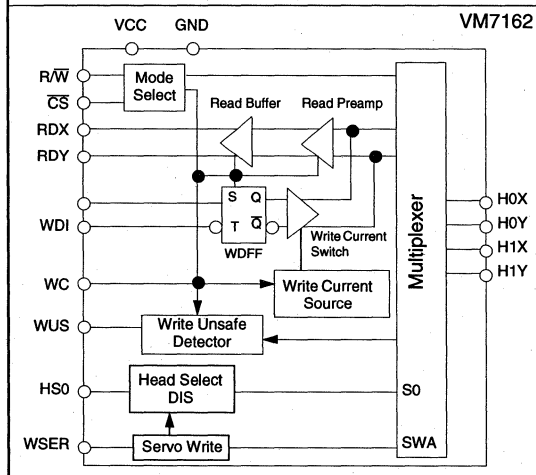 VM7162
VCC GND
R/W̅
Mode
Select
C̅S̅
Read Buffer Read Preamp
RDX
RDY
S Q
WDI
T Q̅
WDFF
Write Current
Switch
Multiplexer
H0X
H0Y
H1X
H1Y
WC
Write Current
Source
WUS
Write Unsafe
Detector
HS0
Head Select
DIS
S0
WSER
Servo Write
SWA